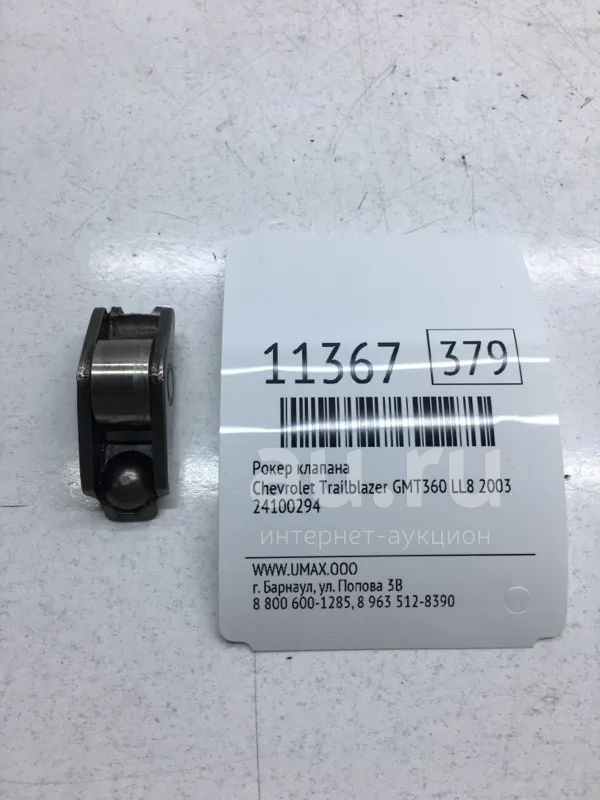 11367 379
Рокер клапана
Chevrolet Trailblazer GMT360 LL8 2003
24100294
au.ru
интернет-аукцион
WWW.UMAX.OOO
г. Барнаул, ул. Попова 3В
8 800 600-1285, 8 963 512-8390